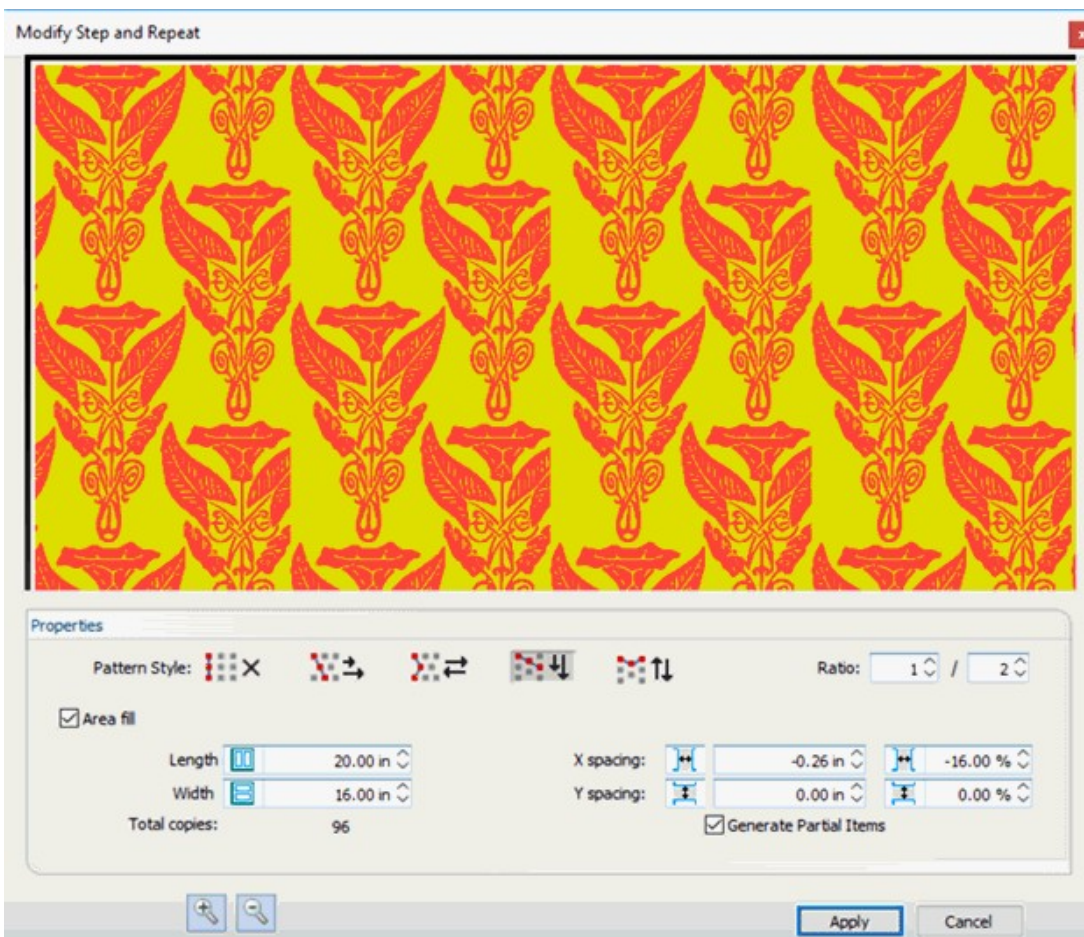 Modify Step and Repeat
Properties
Pattern Style:
Ratio: 1 / 2
Area fill
Length 20.00 in X spacing: -0.26 in -16.00 %
Width 16.00 in Y spacing: 0.00 in 0.00 %
Total copies: 96 Generate Partial Items
Apply Cancel